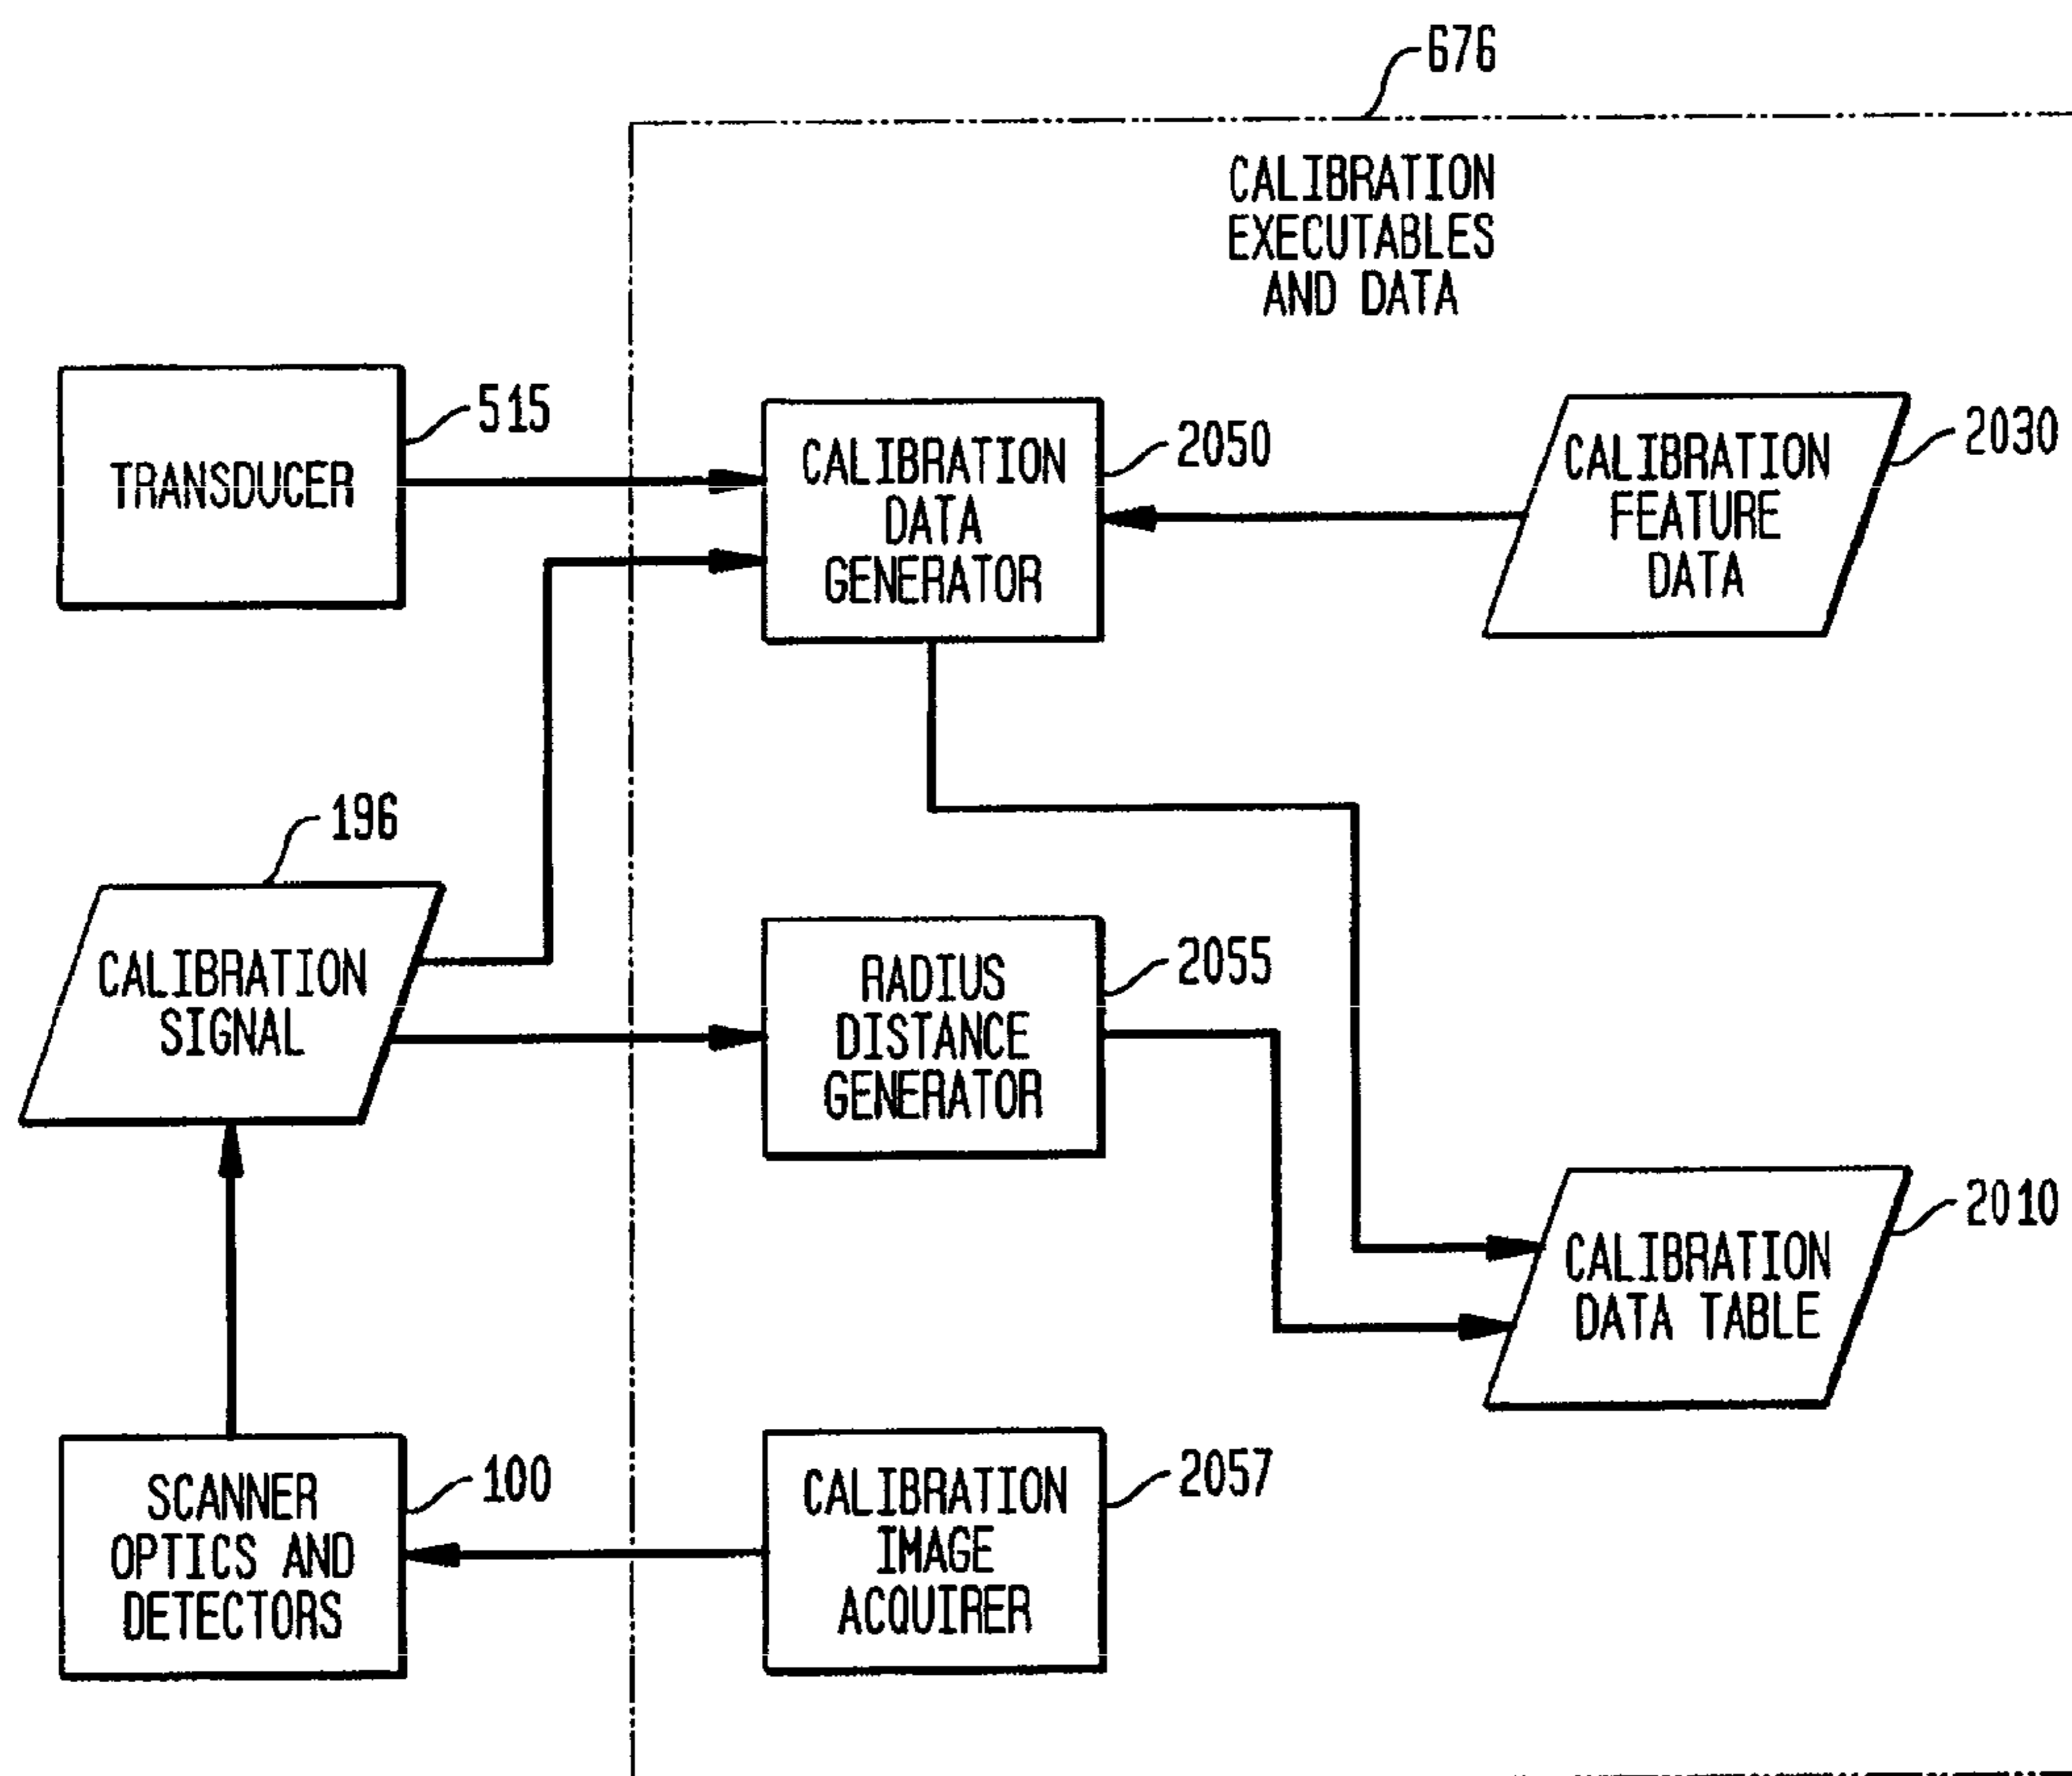 676
CALIBRATION
EXECUTABLES
AND DATA
TRANSDUCER
515
CALIBRATION
DATA
GENERATOR
2050
CALIBRATION
FEATURE
DATA
2030
196
CALIBRATION
SIGNAL
RADIUS
DISTANCE
GENERATOR
2055
CALIBRATION
DATA TABLE
2010
SCANNER
OPTICS AND
DETECTORS
100
CALIBRATION
IMAGE
ACQUIRER
2057